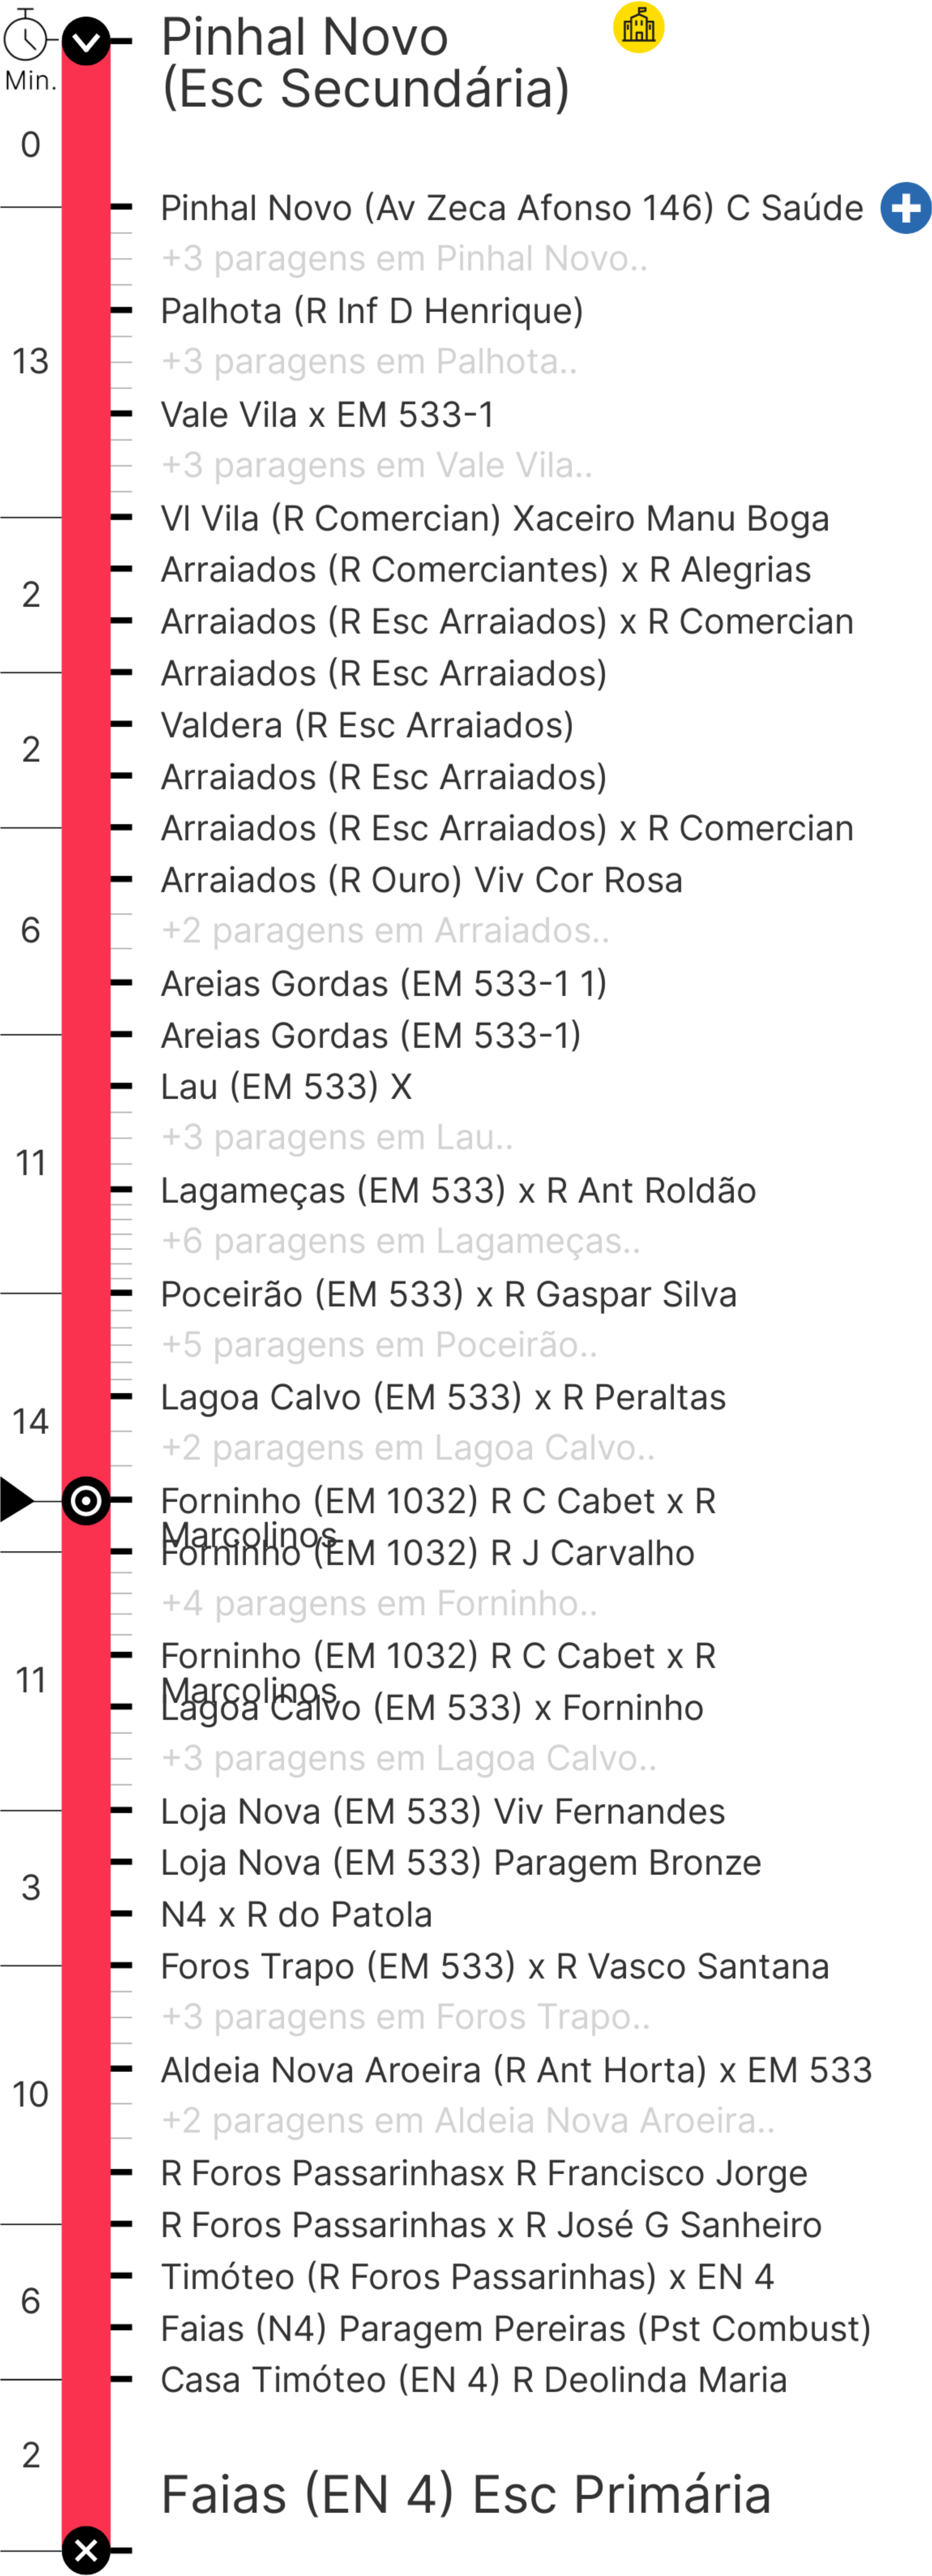 Min.
Pinhal Novo
(Esc Secundária)
0
Pinhal Novo (Av Zeca Afonso 146) C Saúde
+3 paragens em Pinhal Novo..
Palhota (R Inf D Henrique)
13
+3 paragens em Palhota..
Vale Vila x EM 533-1
+3 paragens em Vale Vila..
Vl Vila (R Comercian) Xaceiro Manu Boga
Arraiados (R Comerciantes) x R Alegrias
2
Arraiados (R Esc Arraiados) x R Comercian
Arraiados (R Esc Arraiados)
Valdera (R Esc Arraiados)
2
Arraiados (R Esc Arraiados)
Arraiados (R Esc Arraiados) x R Comercian
Arraiados (R Ouro) Viv Cor Rosa
6
+2 paragens em Arraiados..
Areias Gordas (EM 533-1 1)
Areias Gordas (EM 533-1)
Lau (EM 533) X
+3 paragens em Lau..
11
Lagameças (EM 533) x R Ant Roldão
+6 paragens em Lagameças..
Poceirão (EM 533) x R Gaspar Silva
+5 paragens em Poceirão..
Lagoa Calvo (EM 533) x R Peraltas
14
+2 paragens em Lagoa Calvo..
Forninho (EM 1032) R C Cabet x R
Marcolinos
Forninho (EM 1032) R J Carvalho
+4 paragens em Forninho..
Forninho (EM 1032) R C Cabet x R
11
Marcolinos
Lagoa Calvo (EM 533) x Forninho
+3 paragens em Lagoa Calvo..
Loja Nova (EM 533) Viv Fernandes
Loja Nova (EM 533) Paragem Bronze
3
N4 x R do Patola
Foros Trapo (EM 533) x R Vasco Santana
+3 paragens em Foros Trapo..
Aldeia Nova Aroeira (R Ant Horta) x EM 533
10
+2 paragens em Aldeia Nova Aroeira..
R Foros Passarinhasx R Francisco Jorge
R Foros Passarinhas x R José G Sanheiro
Timóteo (R Foros Passarinhas) x EN 4
6
Faias (N4) Paragem Pereiras (Pst Combust)
Casa Timóteo (EN 4) R Deolinda Maria
2
Faias (EN 4) Esc Primária